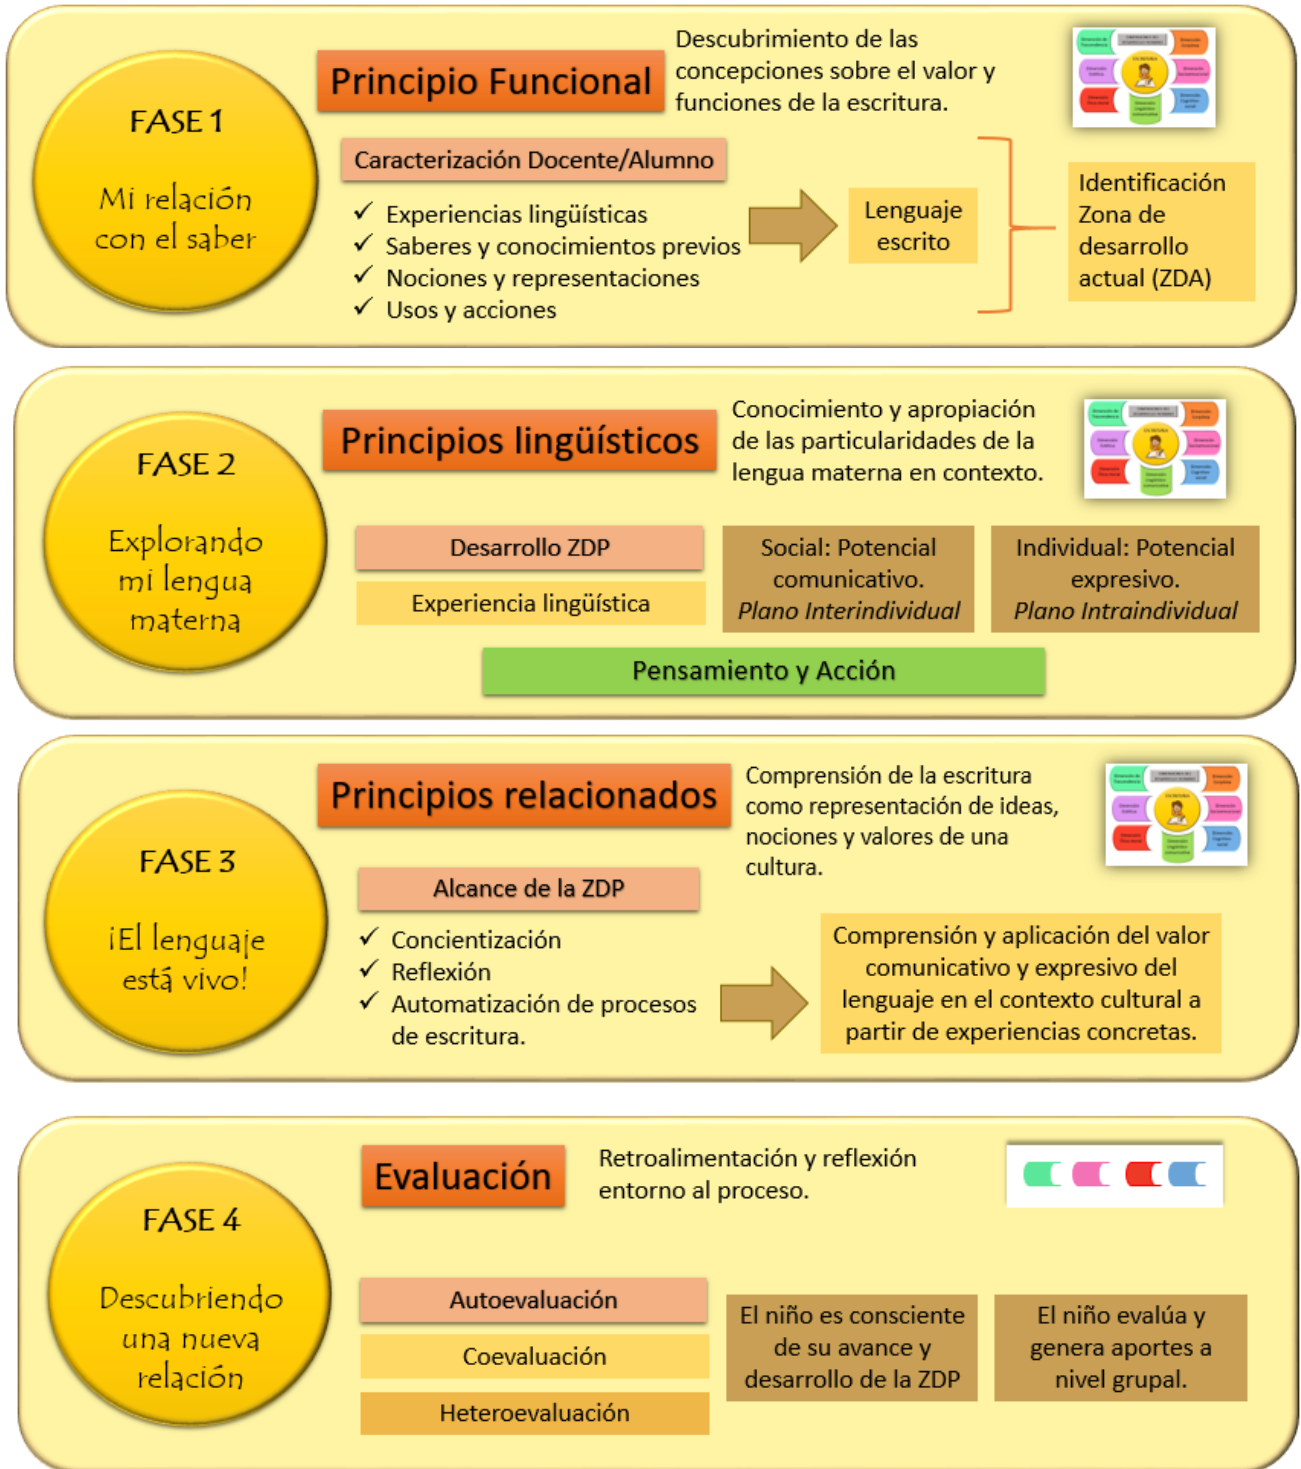 FASE 1
Mi relación
con el saber
Principio Funcional
Descubrimiento de las
concepciones sobre el valor y
funciones de la escritura.
Caracterización Docente/Alumno
✓ Experiencias lingüísticas
✓ Saberes y conocimientos previos
✓ Nociones y representaciones
✓ Usos y acciones
Lenguaje
escrito
Identificación
Zona de
desarrollo
actual (ZDA)
FASE 2
Explorando
mi lengua
materna
Principios lingüísticos
Conocimiento y apropiación
de las particularidades de la
lengua materna en contexto.
Desarrollo ZDP
Experiencia lingüística
Social: Potencial
comunicativo.
Plano Interindividual
Individual: Potencial
expresivo.
Plano Intraindividual
Pensamiento y Acción
FASE 3
¡El lenguaje
está vivo!
Principios relacionados
Comprensión de la escritura
como representación de ideas,
nociones y valores de una
cultura.
Alcance de la ZDP
✓ Concientización
✓ Reflexión
✓ Automatización de procesos
de escritura.
Comprensión y aplicación del valor
comunicativo y expresivo del
lenguaje en el contexto cultural a
partir de experiencias concretas.
FASE 4
Descubriendo
una nueva
relación
Evaluación
Retroalimentación y reflexión
entorno al proceso.
Autoevaluación
Coevaluación
Heteroevaluación
El niño es consciente
de su avance y
desarrollo de la ZDP
El niño evalúa y
genera aportes a
nivel grupal.